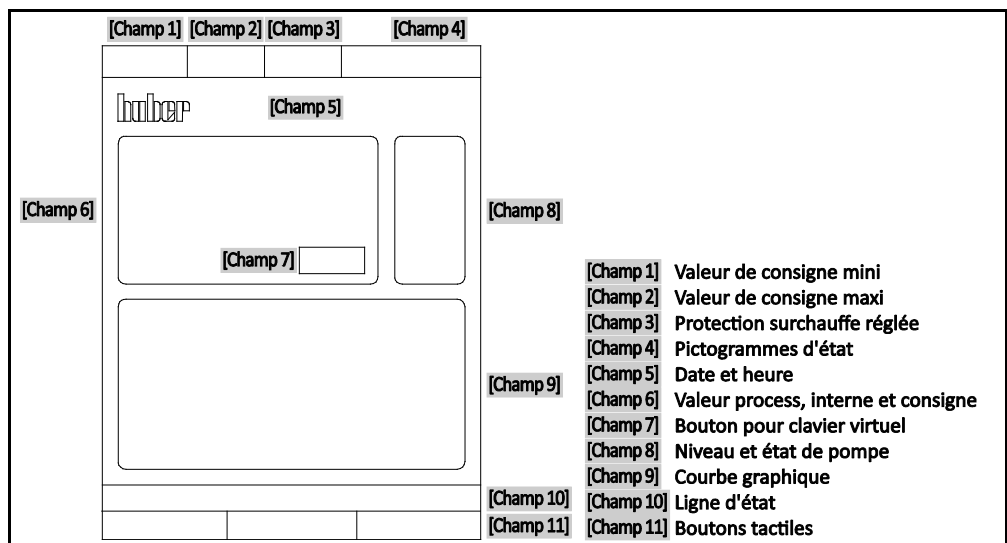 [Champ 1] [Champ 2] [Champ 3] [Champ 4]
huber [Champ 5]
[Champ 6]
[Champ 8]
[Champ 7]
[Champ 9]
[Champ 10]
[Champ 11]
[Champ 1] Valeur de consigne mini
[Champ 2] Valeur de consigne maxi
[Champ 3] Protection surchauffe réglée
[Champ 4] Pictogrammes d'état
[Champ 5] Date et heure
[Champ 6] Valeur process, interne et consigne
[Champ 7] Bouton pour clavier virtuel
[Champ 8] Niveau et état de pompe
[Champ 9] Courbe graphique
[Champ 10] Ligne d'état
[Champ 11] Boutons tactiles